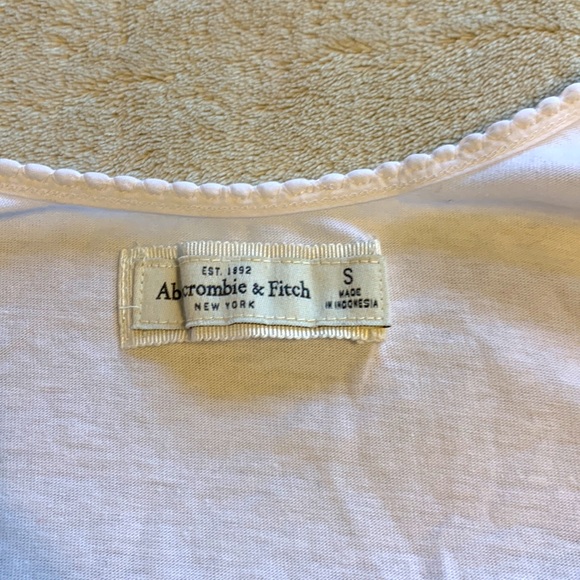 EST. 1892
Abercrombie & Fitch
NEW YORK
S
MADE
IN INDONESIA